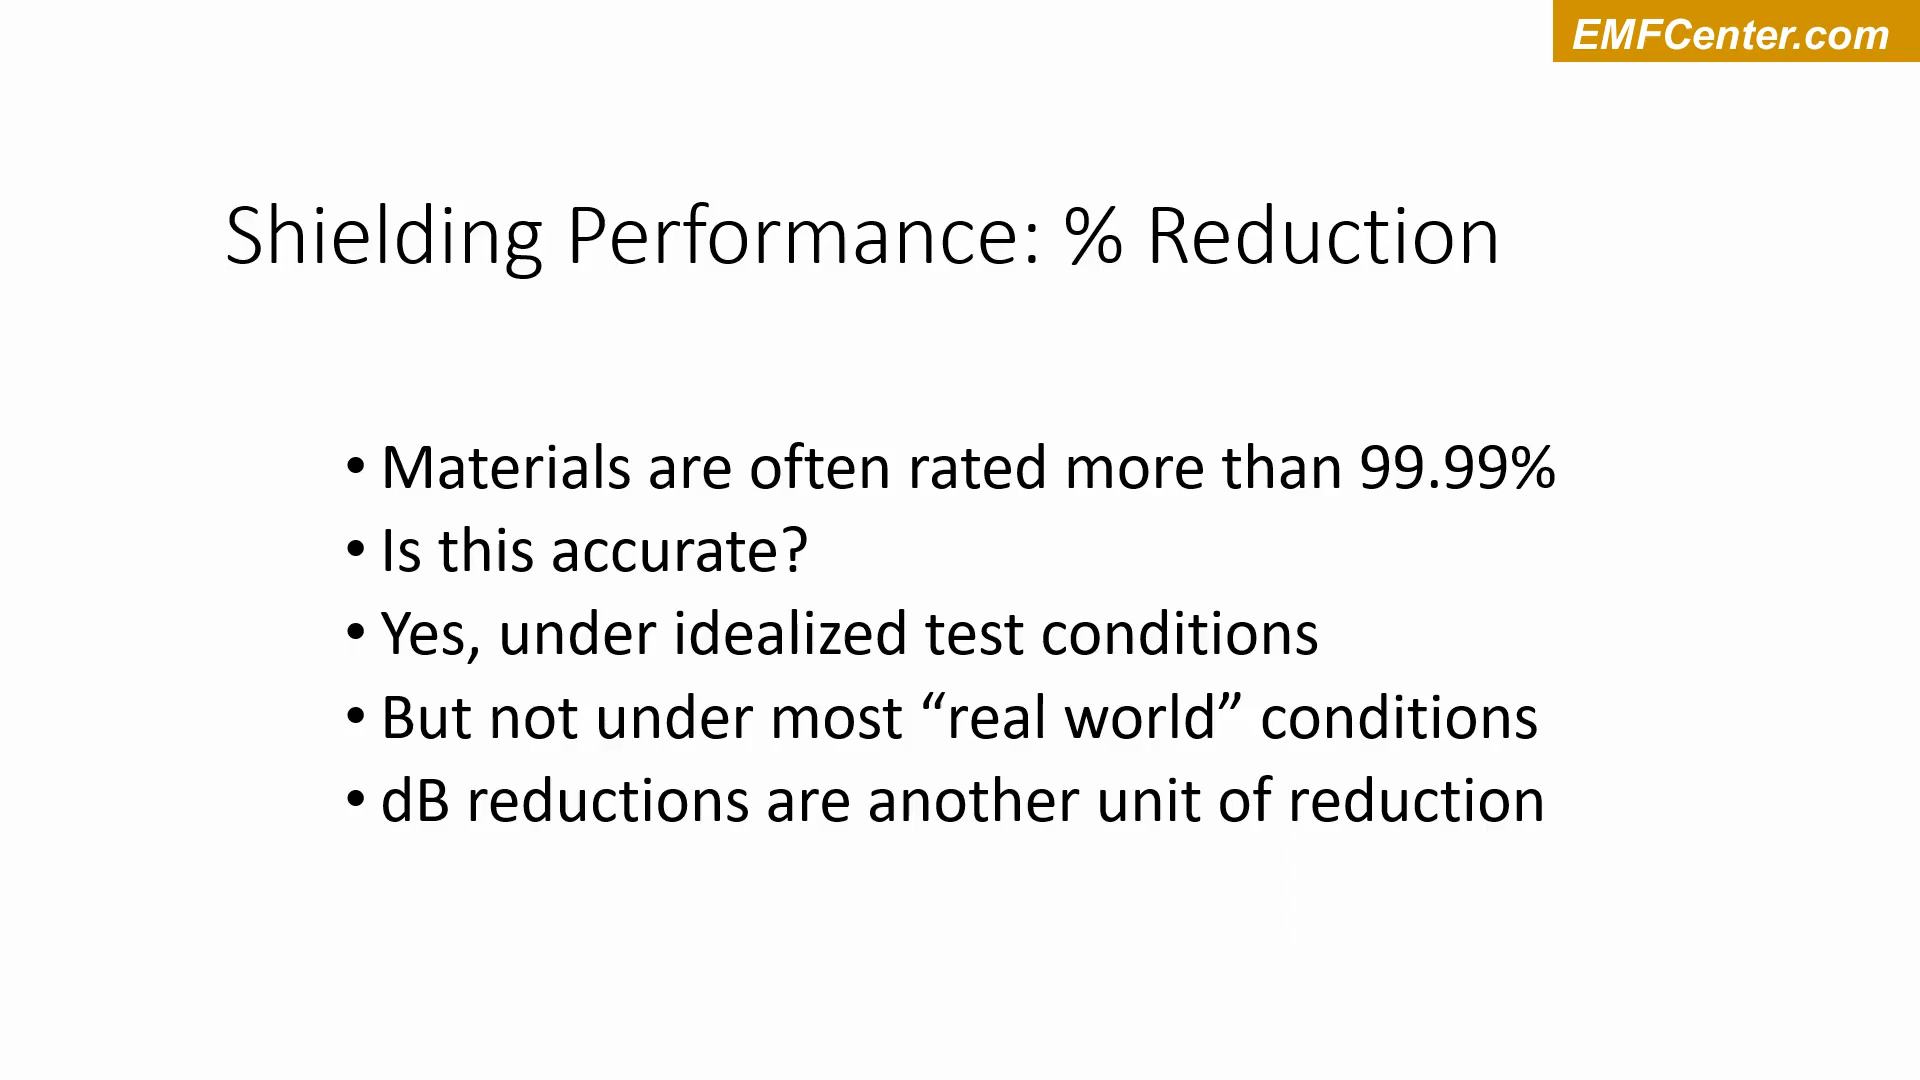 EMFCenter.com
Shielding Performance: % Reduction
• Materials are often rated more than 99.99%
• Is this accurate?
• Yes, under idealized test conditions
• But not under most “real world” conditions
• dB reductions are another unit of reduction